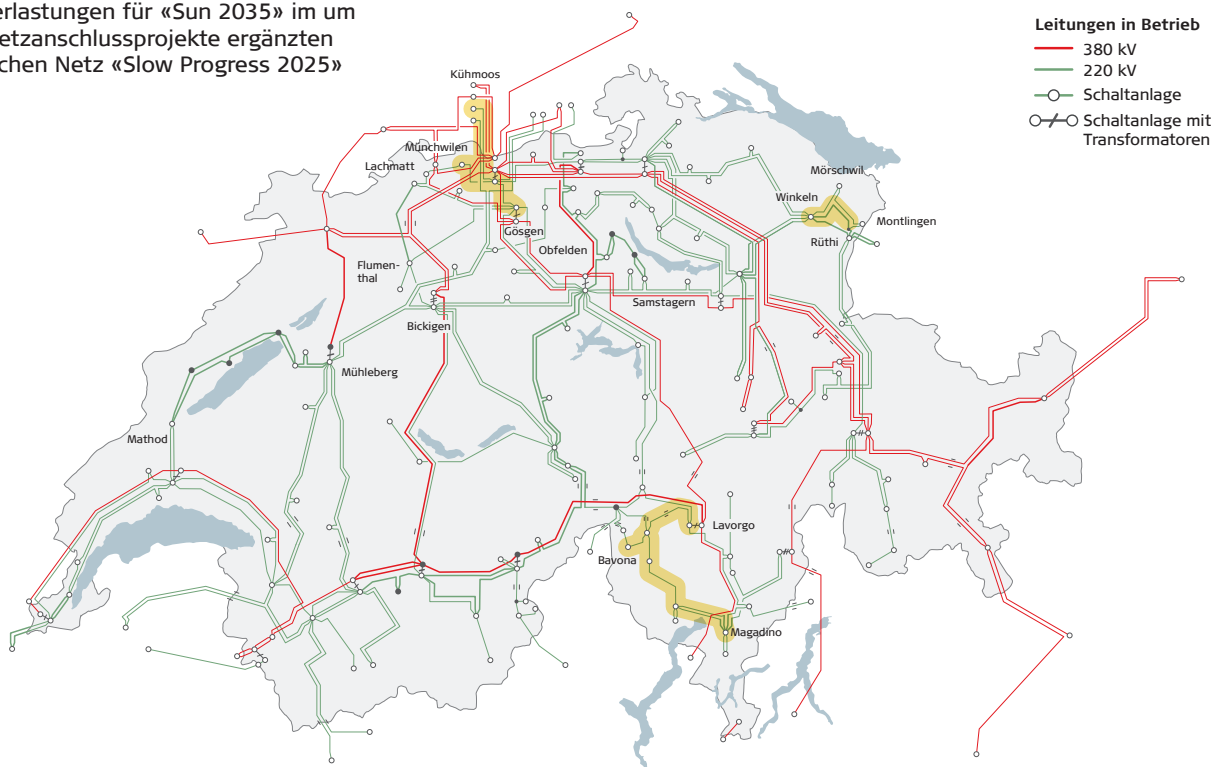 erlastungen für «Sun 2035» im um
etzanschlussprojekte ergänzten
chen Netz «Slow Progress 2025»
Leitungen in Betrieb
380 kV
220 kV
Schaltanlage
Schaltanlage mit
Transformatoren
Kühmoos
Münchwilen
Lachmatt
Mörschwil
Winkeln
Montlingen
Gösgen
Rüthi
Obfelden
Flumen-
thal
Samstagern
Bickigen
Mühleberg
Mathod
Lavorgo
Bavona
Magadino